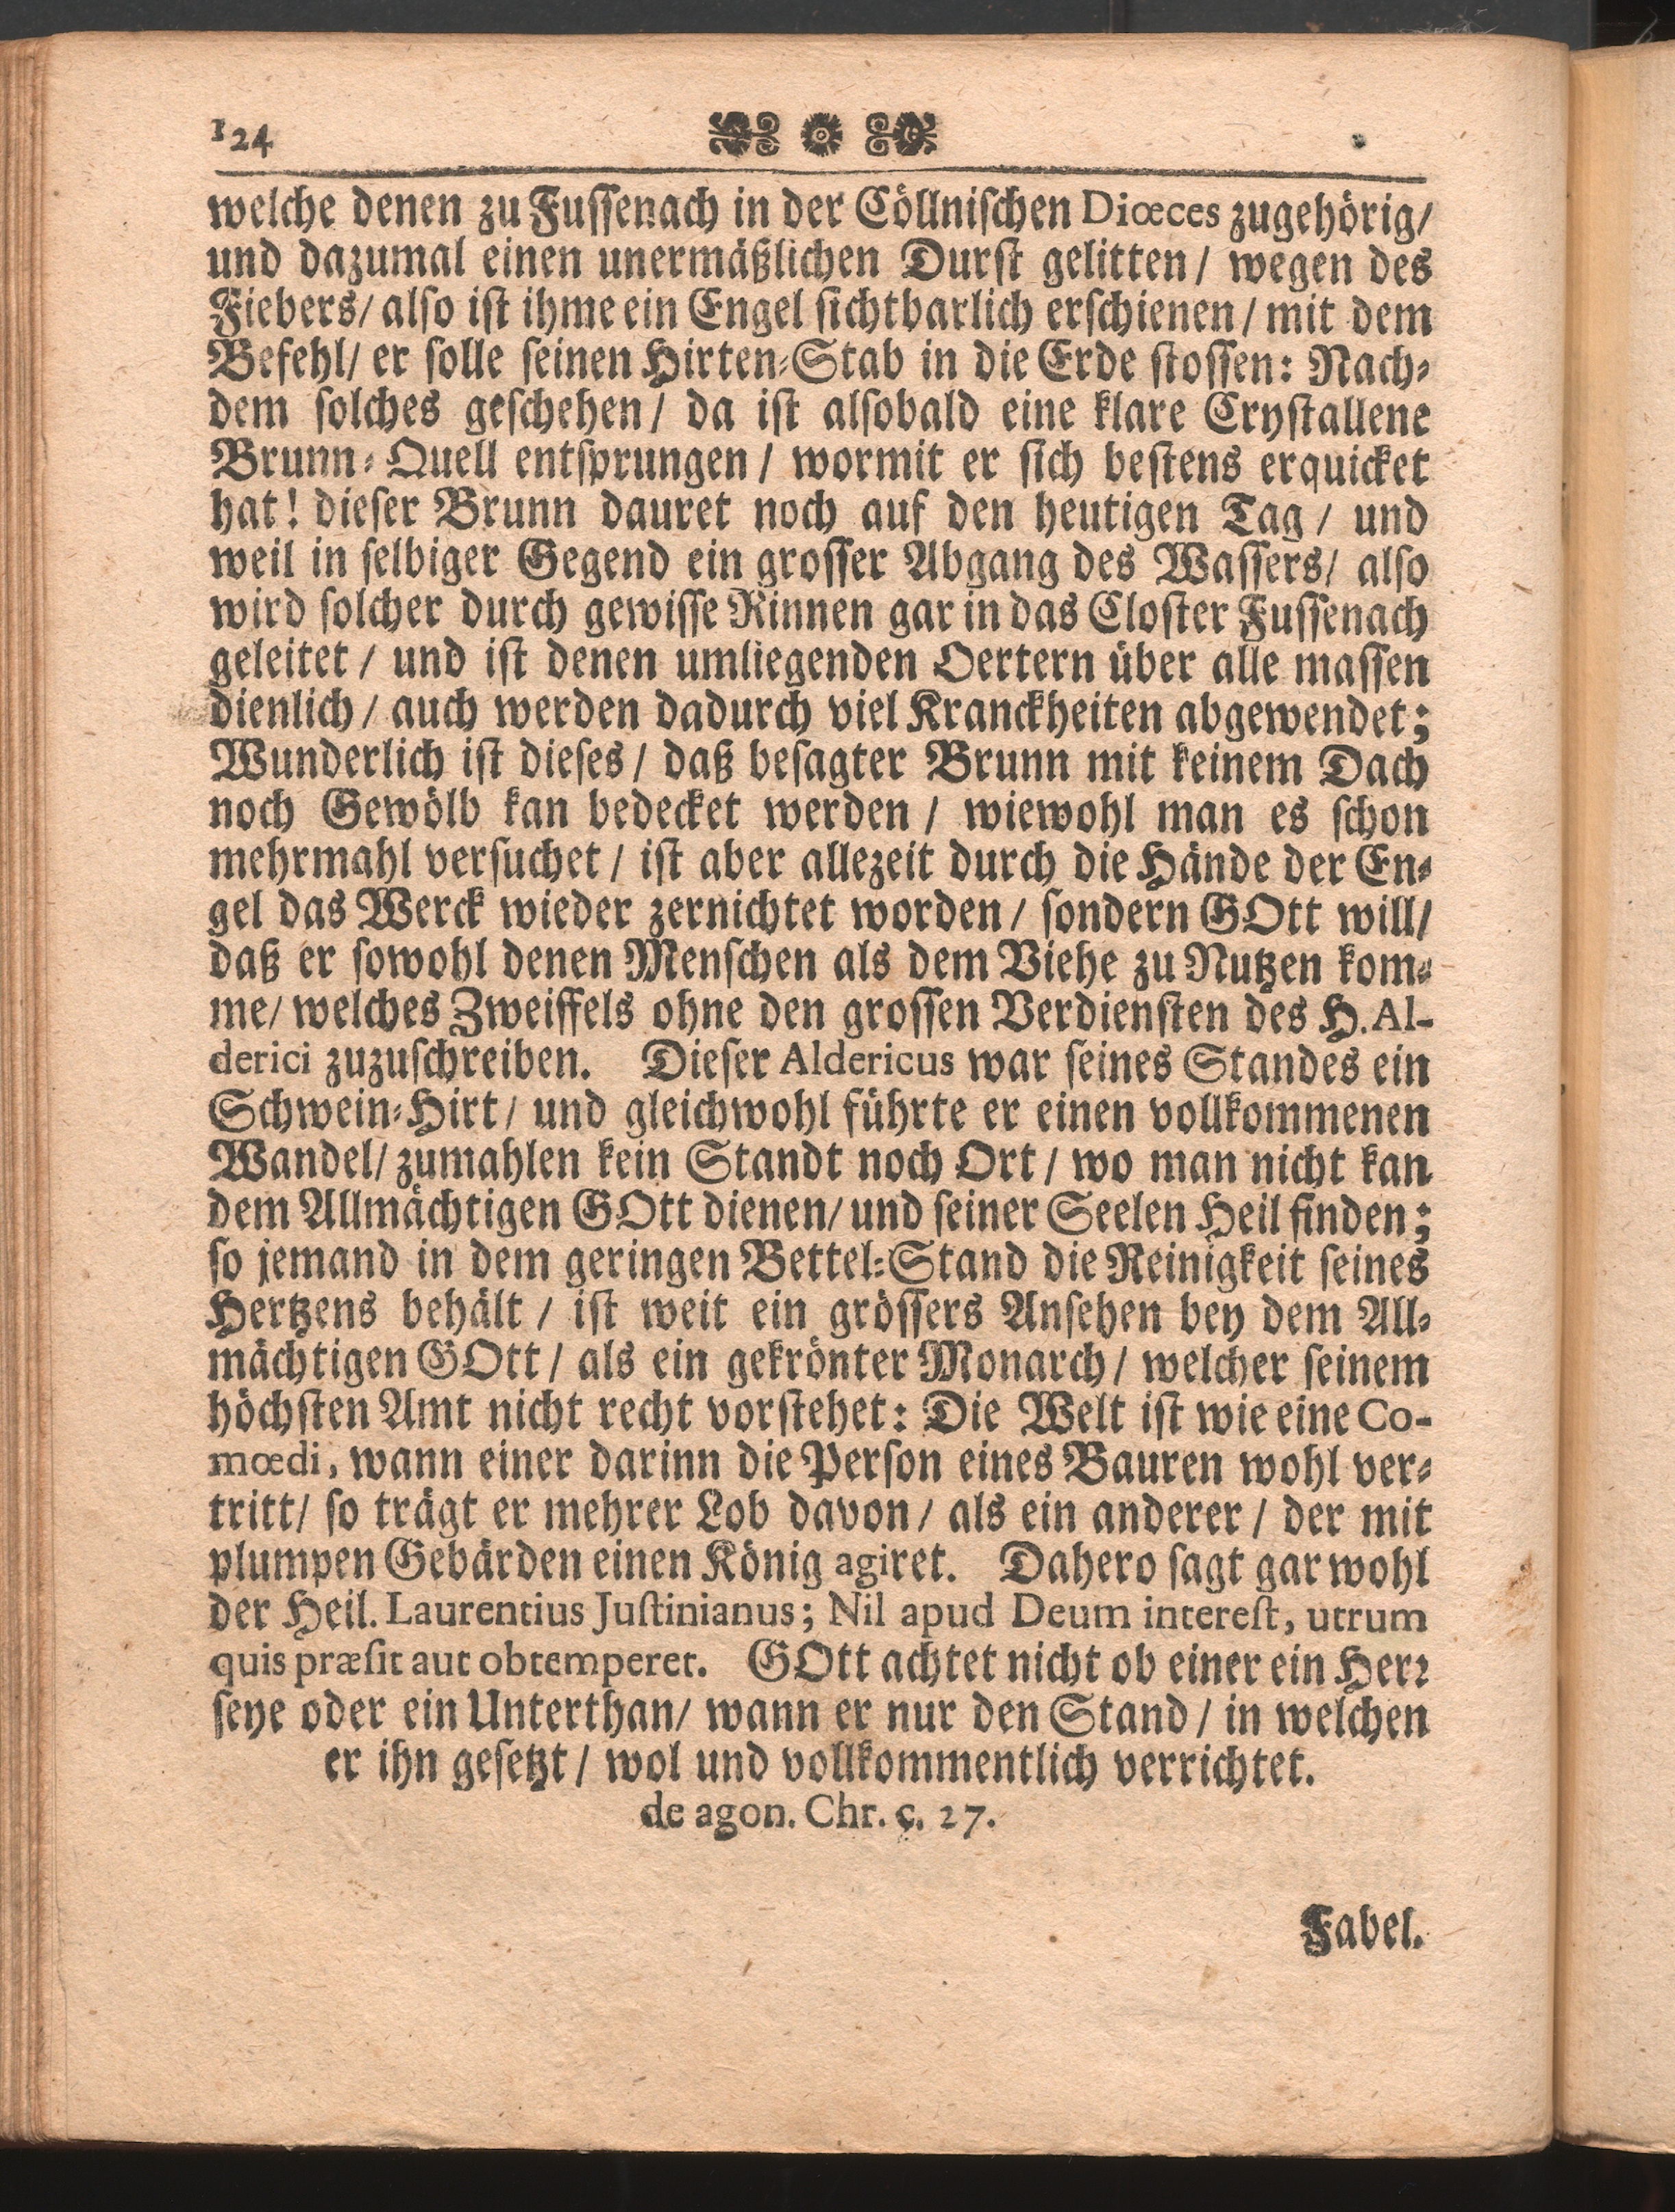 124
welche denen zu Fussenach in der Cöllnischen Diœces zugehörig/
und dazumal einen unermäßlichen Durst gelitten / wegen des
Fiebers/ also ist ihme ein Engel sichtbarlich erschienen / mit dem
Befehl/ er solle seinen Hirten-Stab in die Erde stossen: Nach-
dem solches geschehen / da ist alsobald eine klare Crystallene
Brunn-Quell entsprungen / wormit er sich bestens erquicket
hat! dieser Brunn dauret noch auf den heutigen Tag / und
weil in selbiger Gegend ein grosser Abgang des Wassers/ also
wird solcher durch gewisse Rinnen gar in das Closter Fussenach
geleitet / und ist denen umliegenden Oertern über alle massen
dienlich / auch werden dadurch viel Kranckheiten abgewendet;
Wunderlich ist dieses / daß besagter Brunn mit keinem Dach
noch Gewölb kan bedecket werden / wiewohl man es schon
mehrmahl versuchet / ist aber allezeit durch die Hände der En-
gel das Werck wieder zernichtet worden / sondern GOtt will/
daß er sowohl denen Menschen als dem Viehe zu Nutzen kom-
me/ welches Zweiffels ohne den grossen Verdiensten des H. Al-
derici zuzuschreiben. Dieser Aldericus war seines Standes ein
Schwein-Hirt / und gleichwohl führte er einen vollkommenen
Wandel/ zumahlen kein Standt noch Ort / wo man nicht kan
dem Allmächtigen GOtt dienen/ und seiner Seelen Heil finden;
so jemand in dem geringen Bettel-Stand die Reinigkeit seines
Hertzens behält / ist weit ein grössers Ansehen bey dem All-
mächtigen GOtt / als ein gekrönter Monarch / welcher seinem
höchsten Amt nicht recht vorstehet: Die Welt ist wie eine Co-
mœdi, wann einer darinn die Person eines Bauren wohl ver-
tritt/ so trägt er mehrer Lob davon / als ein anderer / der mit
plumpen Gebärden einen König agiret. Dahero sagt gar wohl
der Heil. Laurentius Justinianus; Nil apud Deum interest, utrum
quis præsit aut obtemperet. GOtt achtet nicht ob einer ein Herr
seye oder ein Unterthan/ wann er nur den Stand / in welchen
er ihn gesetzt / wol und vollkommentlich verrichtet.
de agon. Chr. c. 27.
Fabel.